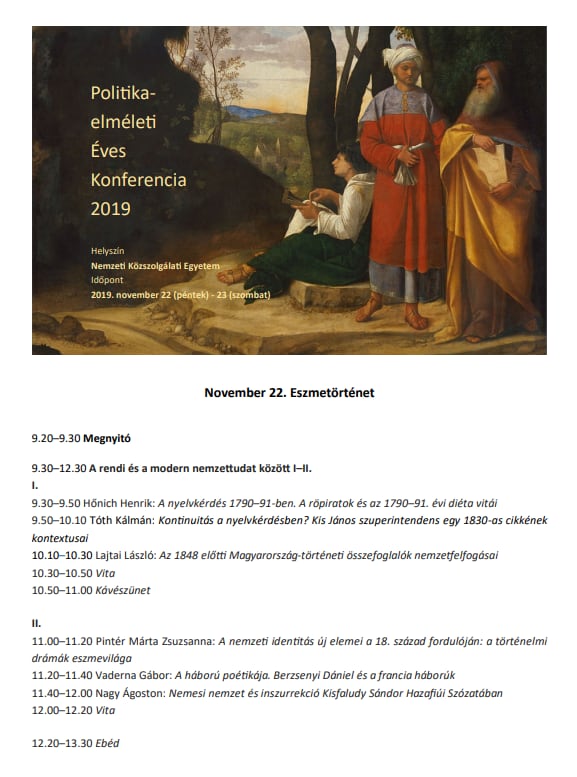 Politika-
elméleti
Éves
Konferencia
2019
Helyszín
Nemzeti Közszolgálati Egyetem
Időpont
2019. november 22 (péntek) - 23 (szombat)
November 22. Eszmetörténet
9.20–9.30 Megnyitó
9.30–12.30 A rendi és a modern nemzettudat között I–II.
I.
9.30–9.50 Hőnich Henrik: A nyelvkérdés 1790–91-ben. A röpiratok és az 1790–91. évi diéta vitái
9.50–10.10 Tóth Kálmán: Kontinuitás a nyelvkérdésben? Kis János szuperintendens egy 1830-as cikkének
kontextusai
10.10–10.30 Lajtai László: Az 1848 előtti Magyarország-történeti összefoglalók nemzetfelfogásai
10.30–10.50 Vita
10.50–11.00 Kávészünet
II.
11.00–11.20 Pintér Márta Zsuzsanna: A nemzeti identitás új elemei a 18. század fordulóján: a történelmi
drámák eszmevilága
11.20–11.40 Vaderna Gábor: A háború poétikája. Berzsenyi Dániel és a francia háborúk
11.40–12.00 Nagy Ágoston: Nemesi nemzet és inszurrekció Kisfaludy Sándor Hazafiúi Szózatában
12.00–12.20 Vita
12.20–13.30 Ebéd